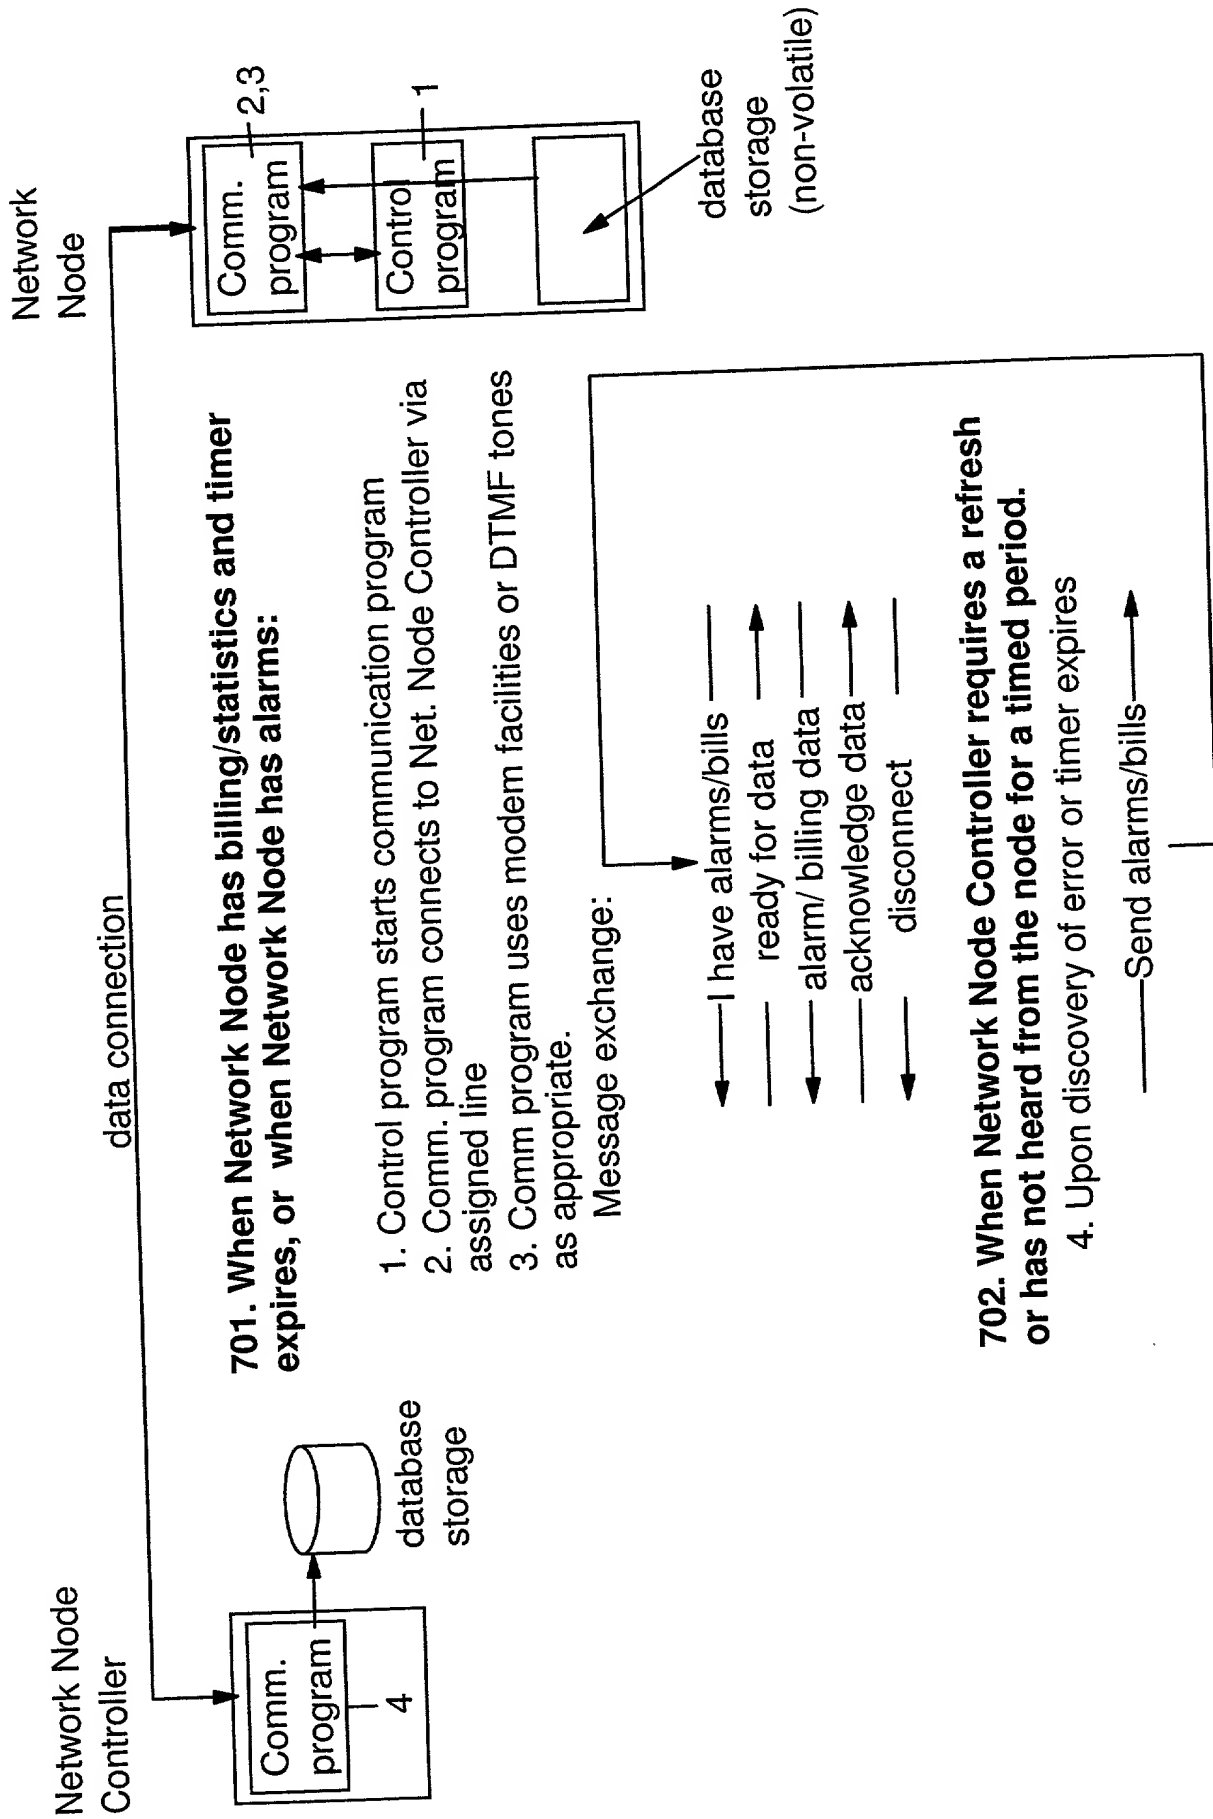 Network Node
Controller
data connection
Network
Node
Comm.
program
4
database
storage
701. When Network Node has billing/statistics and timer
expires, or when Network Node has alarms:
1. Control program starts communication program
2. Comm. program connects to Net. Node Controller via
assigned line
3. Comm program uses modem facilities or DTMF tones
as appropriate.
Message exchange:
I have alarms/bills
ready for data
alarm/ billing data
acknowledge data
disconnect
702. When Network Node Controller requires a refresh
or has not heard from the node for a timed period.
4. Upon discovery of error or timer expires
Send alarms/bills
Comm.
program
2,3
Control
program
1
database
storage
(non-volatile)